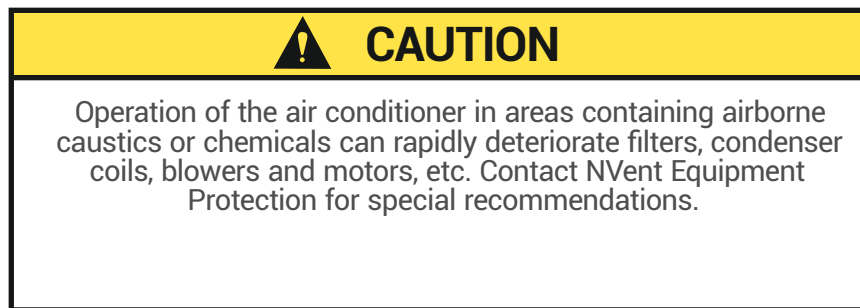 CAUTION
Operation of the air conditioner in areas containing airborne
caustics or chemicals can rapidly deteriorate filters, condenser
coils, blowers and motors, etc. Contact NVent Equipment
Protection for special recommendations.